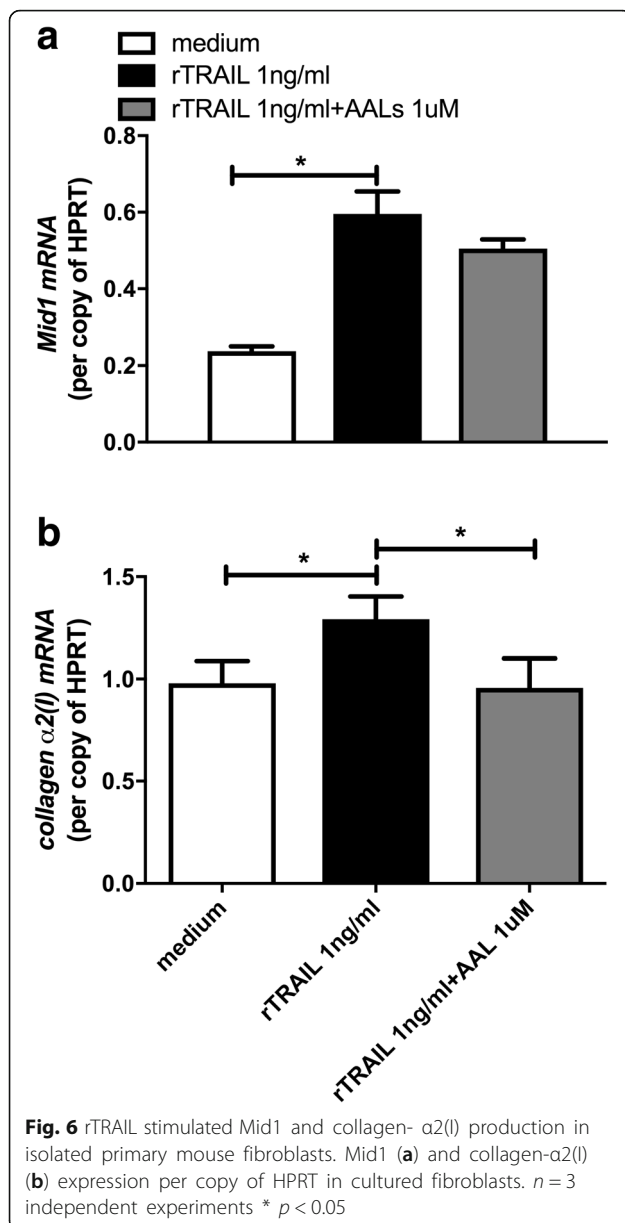 a
medium
rTRAIL 1ng/ml
rTRAIL 1ng/ml+AALs 1uM
*
Mid1 mRNA
(per copy of HPRT)
0.8
0.6
0.4
0.2
0.0
b
*
*
collagen α2(I) mRNA
(per copy of HPRT)
1.5
1.0
0.5
0.0
medium
rTRAIL 1ng/ml
rTRAIL 1ng/ml+AAL 1uM
Fig. 6 rTRAIL stimulated Mid1 and collagen- α2(I) production in
isolated primary mouse fibroblasts. Mid1 (a) and collagen-α2(I)
(b) expression per copy of HPRT in cultured fibroblasts. n = 3
independent experiments * p < 0.05